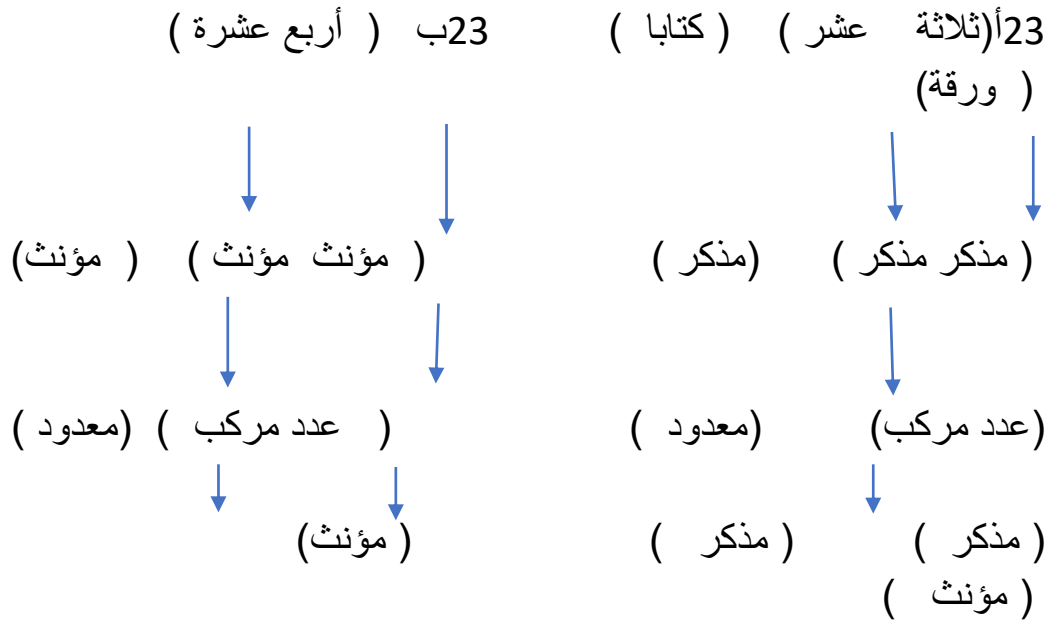 23أ(ثلاثة عشر ) ( كتابا ) 23ب ( أربع عشرة )
( ورقة)
( مذكر مذكر ) (مذكر ) ( مؤنث مؤنث ) ( مؤنث)
(عدد مركب) (معدود ) ( عدد مركب ) (معدود )
( مذكر ) ( مذكر ) ( مؤنث)
( مؤنث )